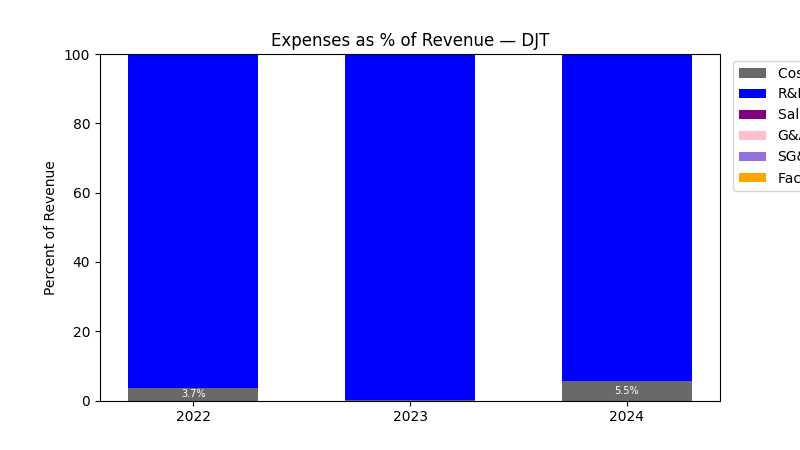 Expenses as % of Revenue — DJT
Percent of Revenue
100
80
60
40
20
0
3.7%
5.5%
2022
2023
2024
Cos
R&
Sal
G&
SG&
Fac